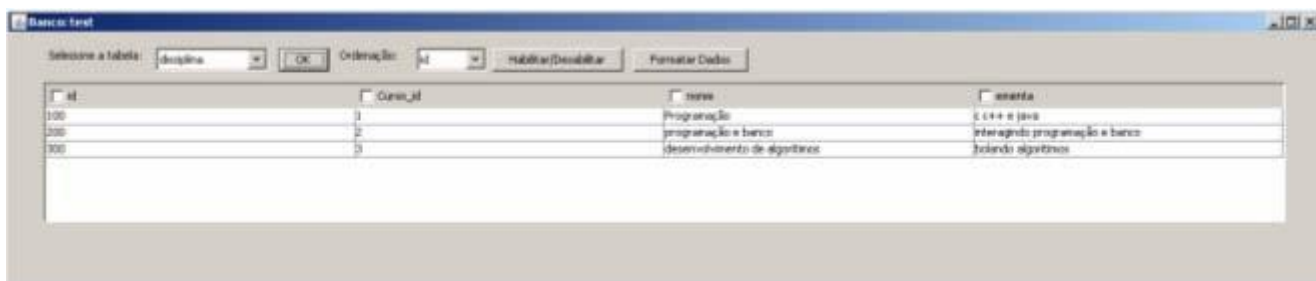 Banco: test
Selecione a tabela: disciplina OK Ordenação: id Habilitar/Desabilitar Formatar Dados
id Curso_id nome ementa
100 1 Programação c c++ e java
200 2 programação e banco interagindo programação e banco
300 3 desenvolvimento de algoritimos bolando algoritimos